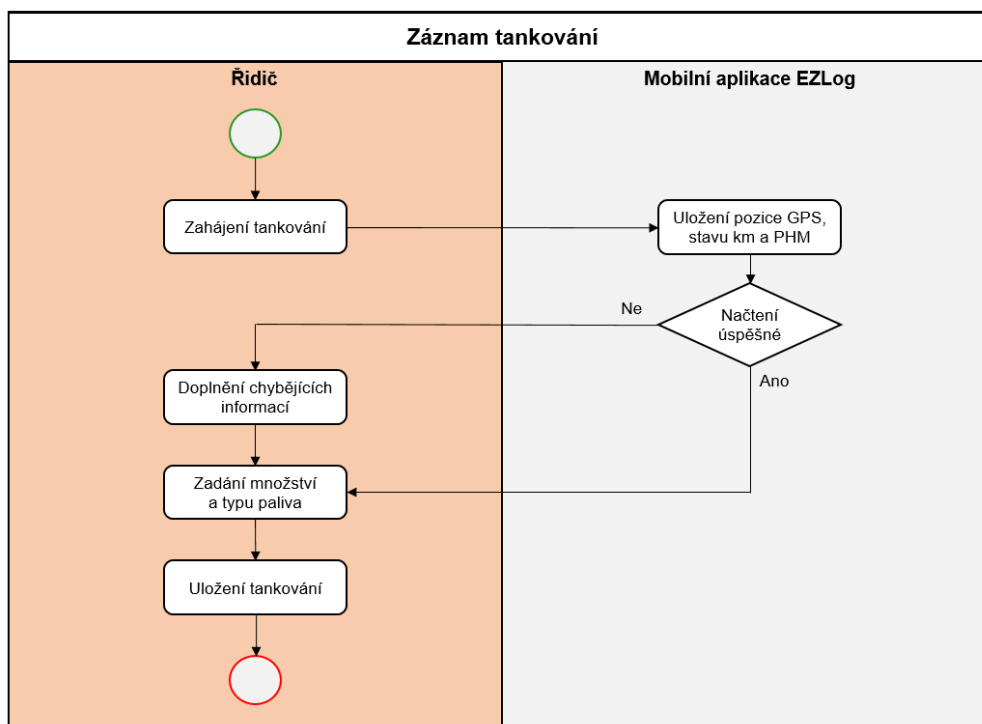 Záznam tankování
Řidič
Mobilní aplikace EZLog
Zahájení tankování
Uložení pozice GPS,
stavu km a PHM
Ne
Načtení
úspěšné
Ano
Doplnění chybějících
informací
Zadání množství
a typu paliva
Uložení tankování